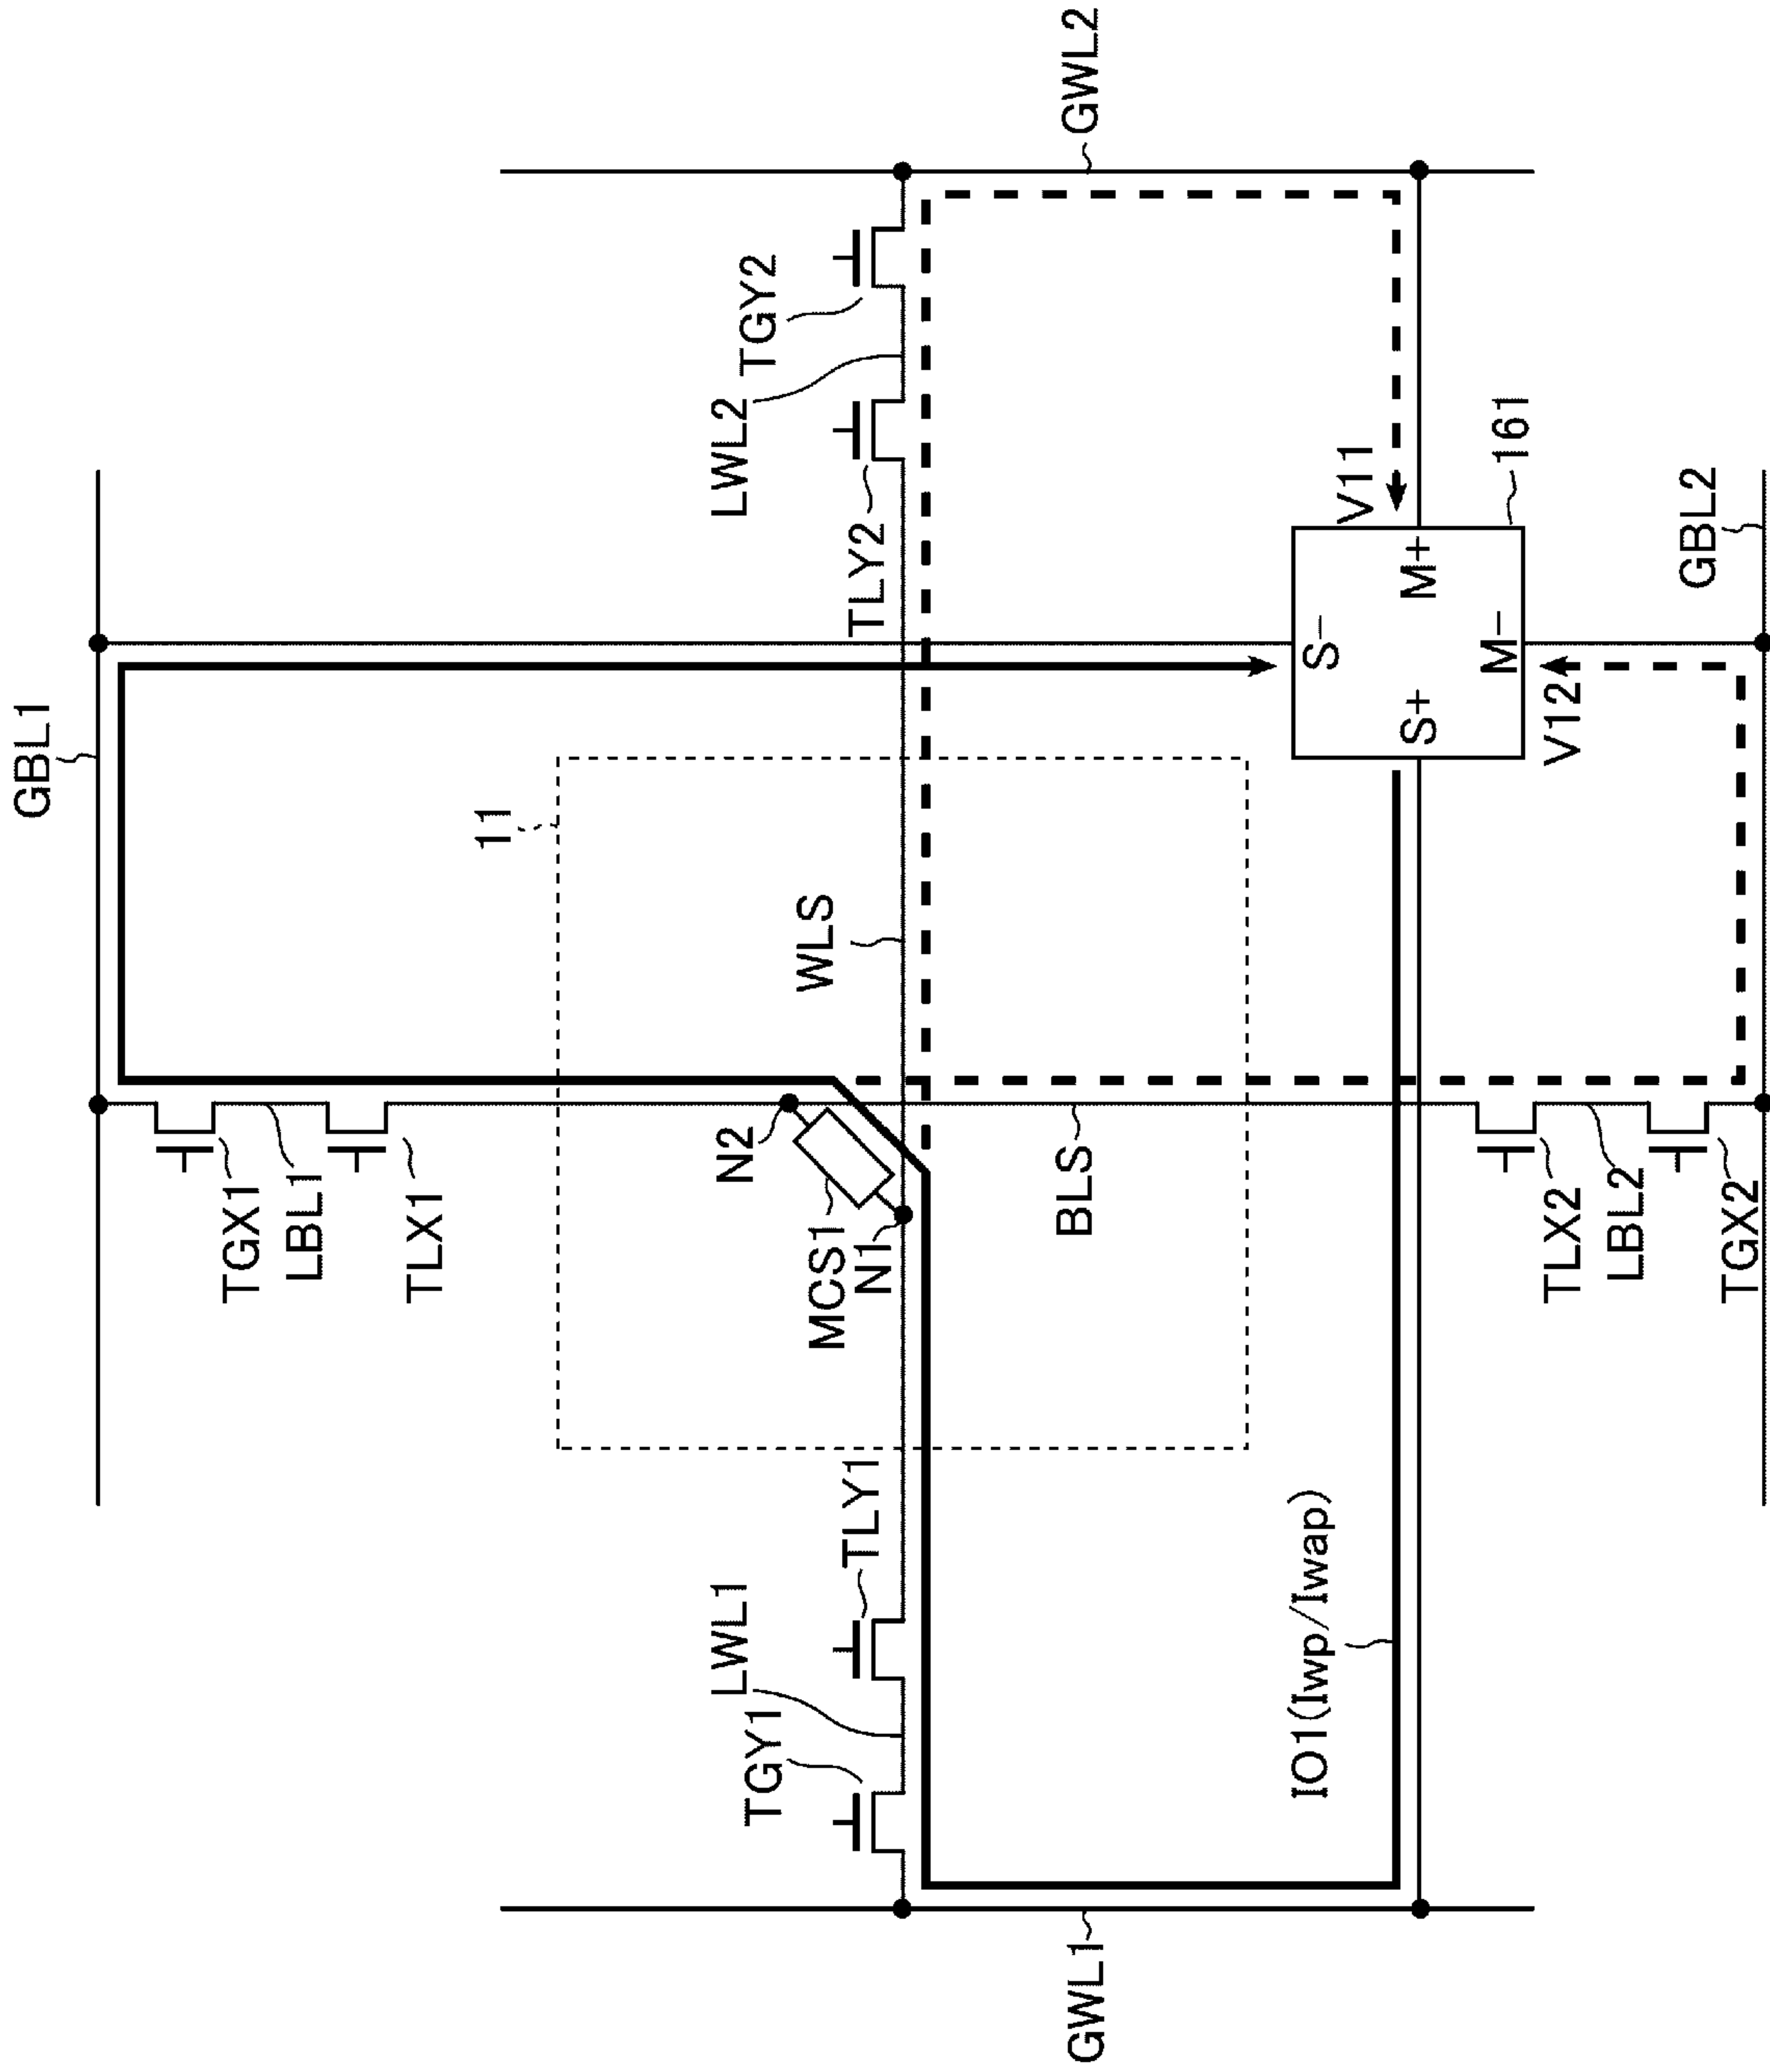 GBL1
GWL2
TGX1
LBL1
TLX1
11
TGY2
LWL2
TLY2
N2
MCS1
N1
WLS
BLS
V11
161
S-
M+
S+
M-
V12
GBL2
LWL1
TGY1
TLY1
IO1(Iwp/Iwap)
TLX2
LBL2
TGX2
GWL1